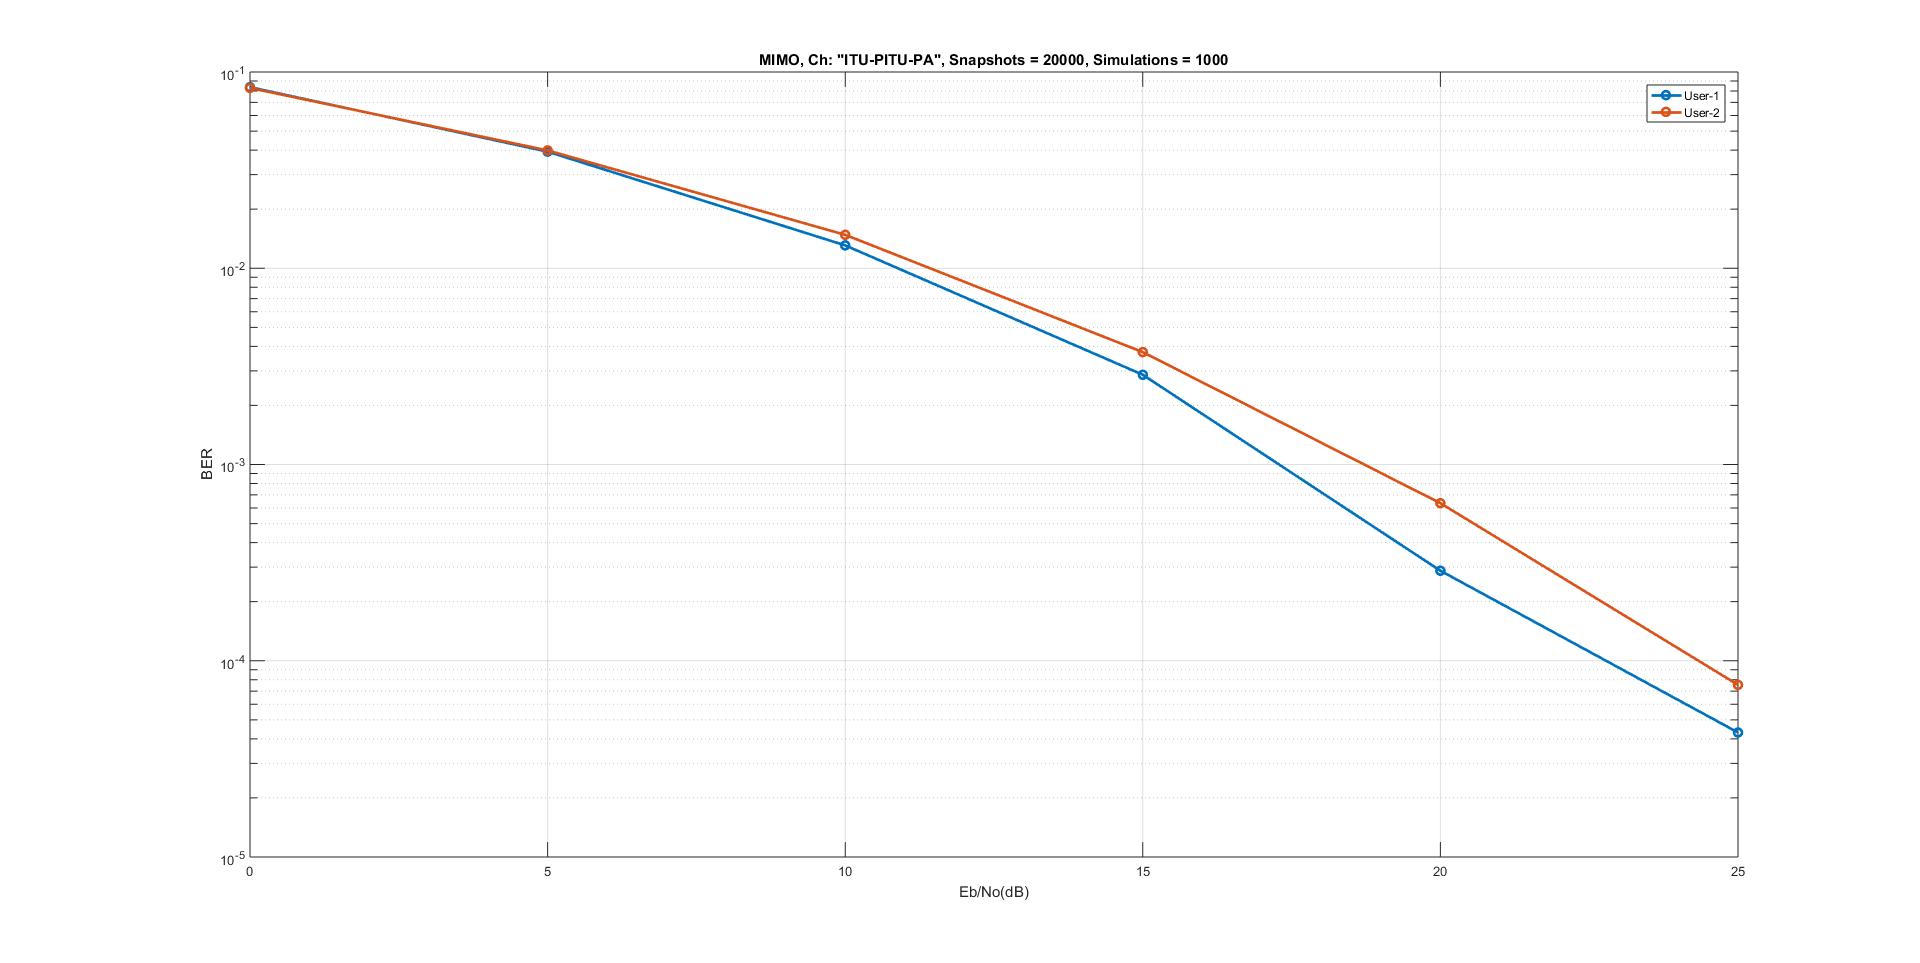 MIMO, Ch: "ITU-PITU-PA", Snapshots = 20000, Simulations = 1000
User-1
User-2
10^-1
10^-2
10^-3
10^-4
10^-5
BER
0 5 10 15 20 25
Eb/No(dB)